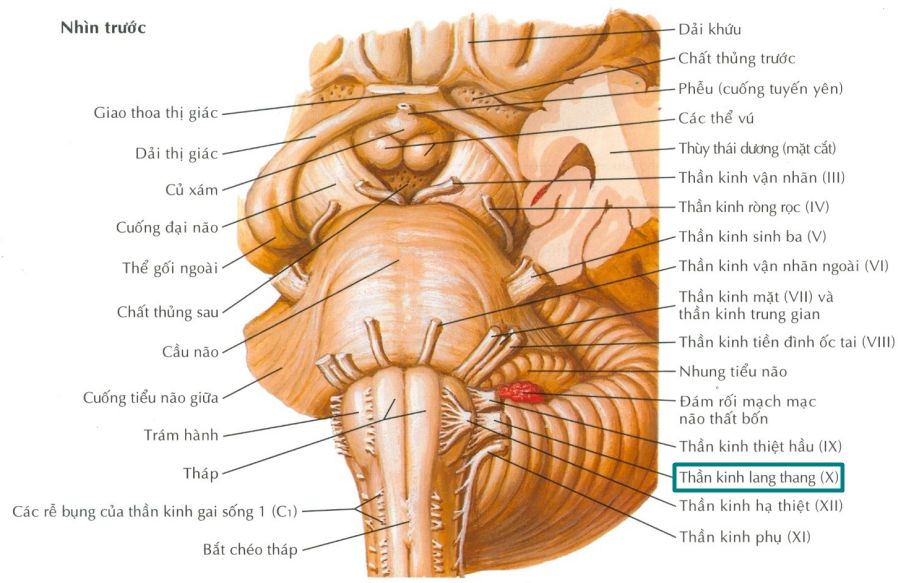 Nhìn trước
Giao thoa thị giác
Dải thị giác
Củ xám
Cuống đại não
Thể gối ngoài
Chất thủng sau
Cầu não
Cuống tiểu não giữa
Trám hành
Tháp
Các rễ bụng của thần kinh gai sống 1 (C₁)
Bắt chéo tháp
Dải khứu
Chất thủng trước
Phễu (cuống tuyến yên)
Các thể vú
Thùy thái dương (mặt cắt)
Thần kinh vận nhãn (III)
Thần kinh ròng rọc (IV)
Thần kinh sinh ba (V)
Thần kinh vận nhãn ngoài (VI)
Thần kinh mặt (VII) và
thần kinh trung gian
Thần kinh tiền đình ốc tai (VIII)
Nhung tiểu não
Đám rối mạch mạc
não thất bốn
Thần kinh thiệt hầu (IX)
Thần kinh lang thang (X)
Thần kinh hạ thiệt (XII)
Thần kinh phụ (XI)